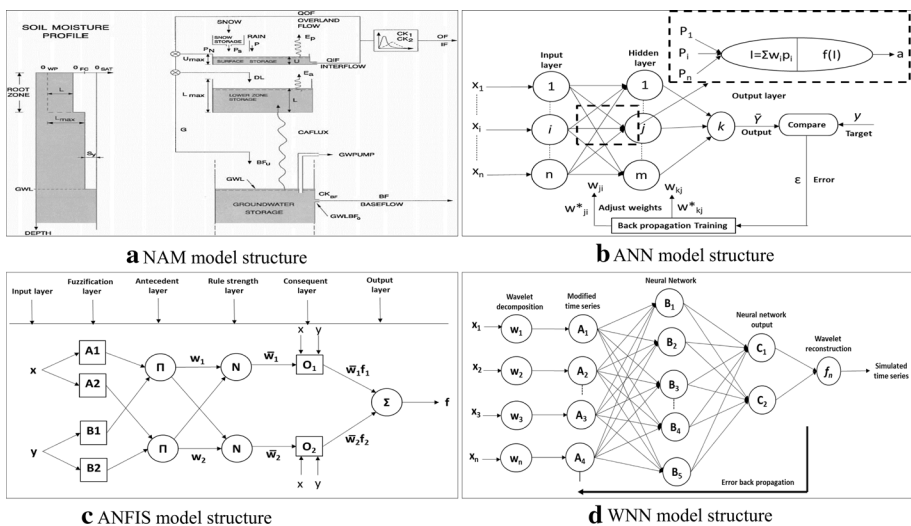 SOIL MOISTURE
PROFILE
θ WP θ FC θ SAT
ROOT
ZONE
L
Lmax
Sy
GWL
DEPTH
SNOW
SNOW
STORAGE
RAIN
P
PN
Ps
Ep
QOF
OVERLAND
FLOW
CK1
CK2
OF
IF
Umax
SURFACE STORAGE
U
QIF
INTERFLOW
DL
Ea
Lmax
LOWER ZONE
STORAGE
L
G
CAFLUX
BFU
GWPUMP
GWL
GROUNDWATER
STORAGE
CKBF
BF
BASEFLOW
GWLBF0
a NAM model structure
P1
Pi
Pn
I=Σwipi
f(I)
a
Input
layer
Hidden
layer
Output layer
x1
xi
xn
1
i
n
1
j
m
k
Ŷ
Output
Compare
y
Target
Error
ε
wji
wkj
W*ji
Adjust weights
W*kj
Back propagation Training
b ANN model structure
Input layer
Fuzzification
layer
Antecedent
layer
Rule strength
layer
Consequent
layer
Output
layer
x
y
A1
A2
B1
B2
Π
Π
w1
w2
N
N
w̅1
w̅2
x y
O1
O2
x y
w̅1f1
w̅2f2
Σ
f
c ANFIS model structure
Wavelet
decomposition
Modified
time series
Neural Network
Neural network
output
Wavelet
reconstruction
x1
x2
x3
xn
w1
w2
w3
wn
A1
A2
A3
A4
B1
B2
B3
B4
B5
C1
C2
fn
Simulated
time series
Error back propagation
d WNN model structure